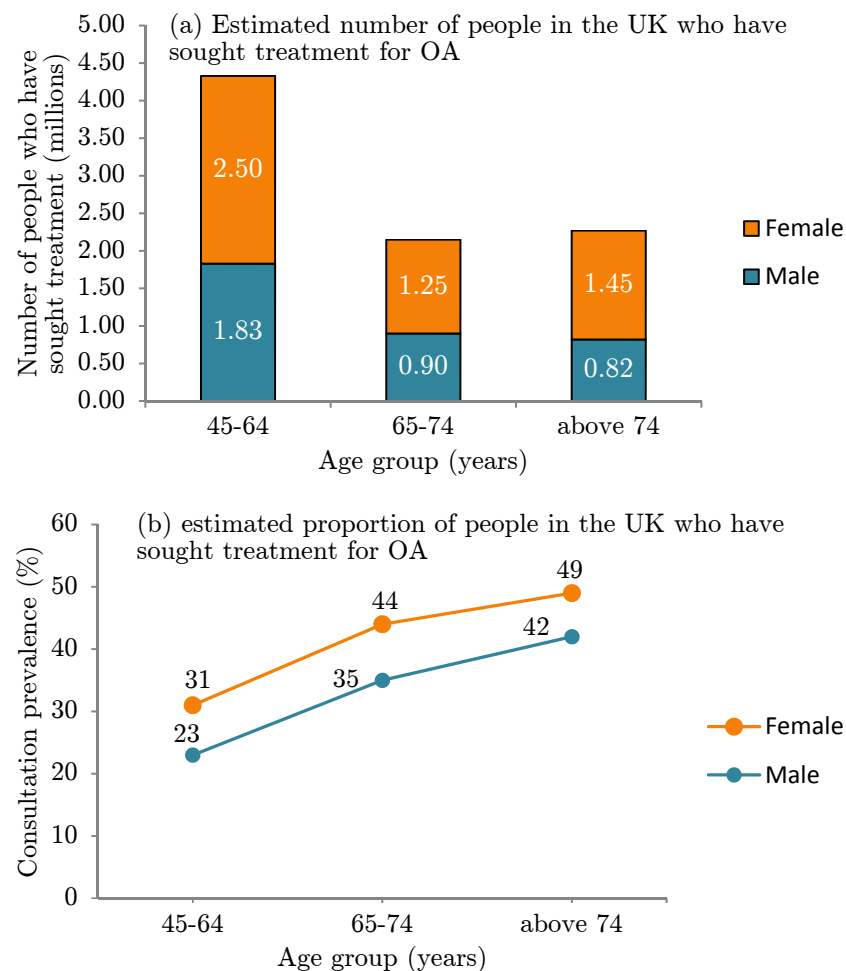 (a) Estimated number of people in the UK who have
sought treatment for OA
Number of people who have
sought treatment (millions)
5.00
4.50
4.00
3.50
3.00
2.50
2.00
1.50
1.00
0.50
0.00
2.50
1.83
1.25
0.90
1.45
0.82
Female
Male
45-64
65-74
above 74
Age group (years)
(b) estimated proportion of people in the UK who have
sought treatment for OA
Consultation prevalence (%)
60
50
40
30
20
10
0
31
44
49
23
35
42
Female
Male
45-64
65-74
above 74
Age group (years)